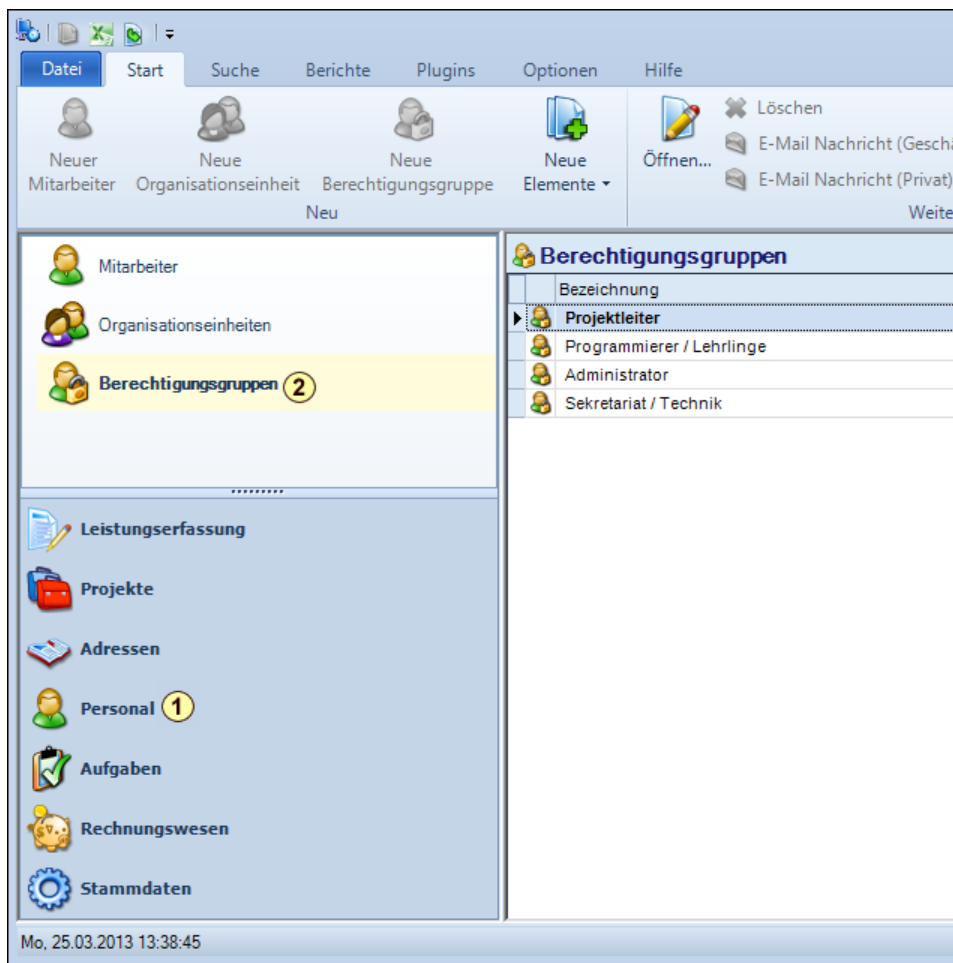 Datei Start Suche Berichte Plugins Optionen Hilfe
Neuer Mitarbeiter
Neue Organisationseinheit
Neue Berechtigungsgruppe
Neue Elemente
Öffnen...
Löschen
E-Mail Nachricht (Geschä
E-Mail Nachricht (Privat)
Neu
Weite
Mitarbeiter
Organisationseinheiten
Berechtigungsgruppen 2
Leistungserfassung
Projekte
Adressen
Personal 1
Aufgaben
Rechnungswesen
Stammdaten
Berechtigungsgruppen
Bezeichnung
Projektleiter
Programmierer / Lehrlinge
Administrator
Sekretariat / Technik
Mo, 25.03.2013 13:38:45